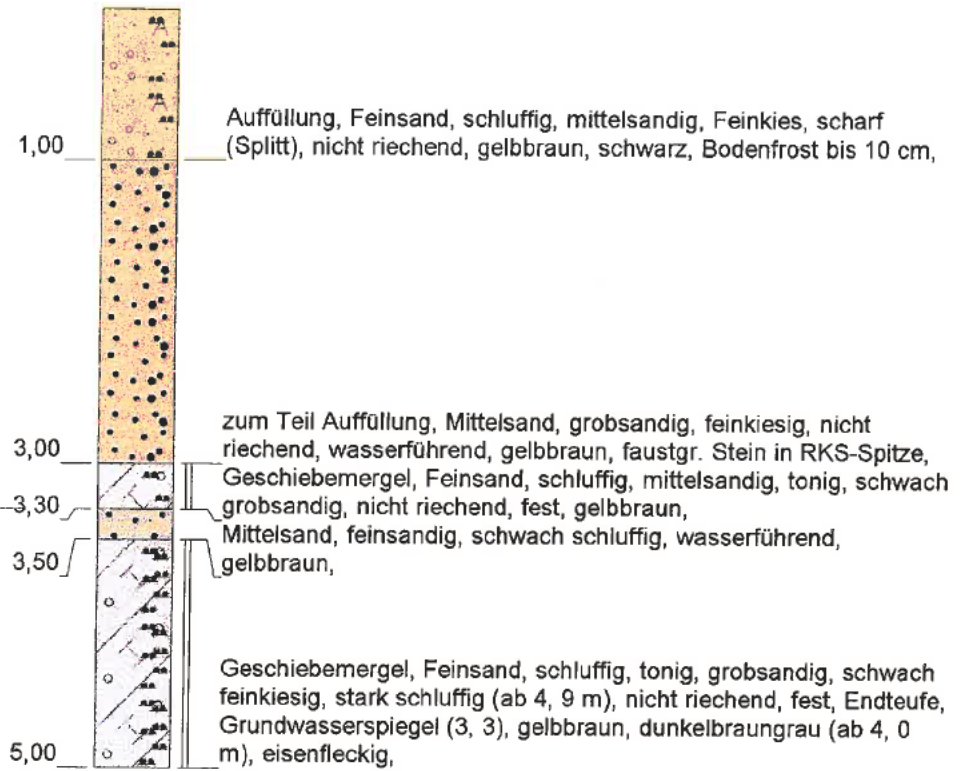 Auffüllung, Feinsand, schluffig, mittelsandig, Feinkies, scharf
1,00 (Splitt), nicht riechend, gelbbraun, schwarz, Bodenfrost bis 10 cm,
zum Teil Auffüllung, Mittelsand, grobsandig, feinkiesig, nicht
3,00 riechend, wasserführend, gelbbraun, faustgr. Stein in RKS-Spitze,
Geschiebemergel, Feinsand, schluffig, mittelsandig, tonig, schwach
3,30 grobsandig, nicht riechend, fest, gelbbraun,
Mittelsand, feinsandig, schwach schluffig, wasserführend,
3,50 gelbbraun,
Geschiebemergel, Feinsand, schluffig, tonig, grobsandig, schwach
feinkiesig, stark schluffig (ab 4, 9 m), nicht riechend, fest, Endteufe,
Grundwasserspiegel (3, 3), gelbbraun, dunkelbraungrau (ab 4, 0
5,00 m), eisenfleckig,